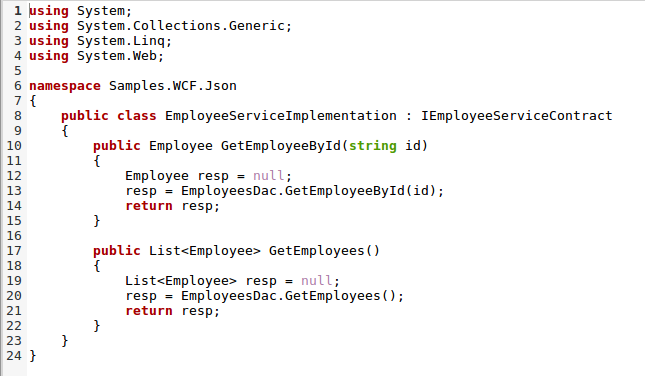 1 using System;
2 using System.Collections.Generic;
3 using System.Linq;
4 using System.Web;
5
6 namespace Samples.WCF.Json
7 {
8     public class EmployeeServiceImplementation : IEmployeeServiceContract
9     {
10         public Employee GetEmployeeById(string id)
11         {
12             Employee resp = null;
13             resp = EmployeesDac.GetEmployeeById(id);
14             return resp;
15         }
16
17         public List<Employee> GetEmployees()
18         {
19             List<Employee> resp = null;
20             resp = EmployeesDac.GetEmployees();
21             return resp;
22         }
23     }
24 }